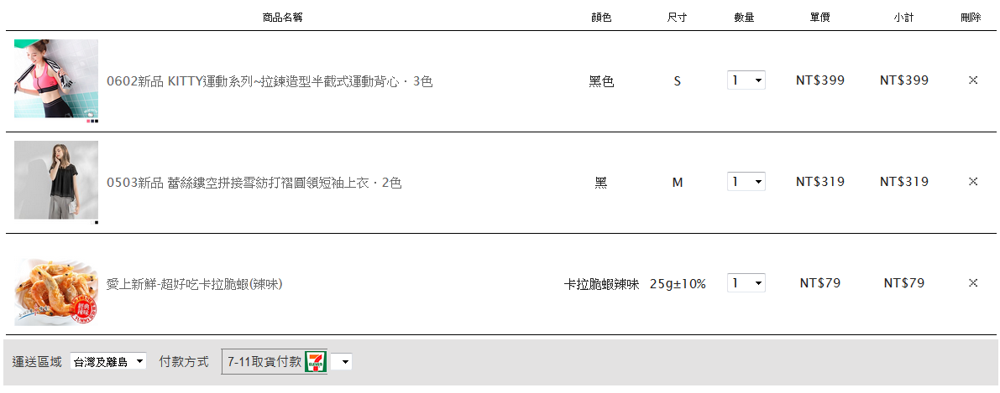 商品名稱 顏色 尺寸 數量 單價 小計 刪除
0602新品 KITTY運動系列~拉鍊造型半截式運動背心・3色 黑色 S 1 NT$399 NT$399
0503新品 蕾絲鏤空拼接雪紡打褶圓領短袖上衣・2色 黑 M 1 NT$319 NT$319
愛上新鮮-超好吃卡拉脆蝦(辣味) 卡拉脆蝦辣味 25g±10% 1 NT$79 NT$79
運送區域 台灣及離島 付款方式 7-11取貨付款 7 ELEVEN